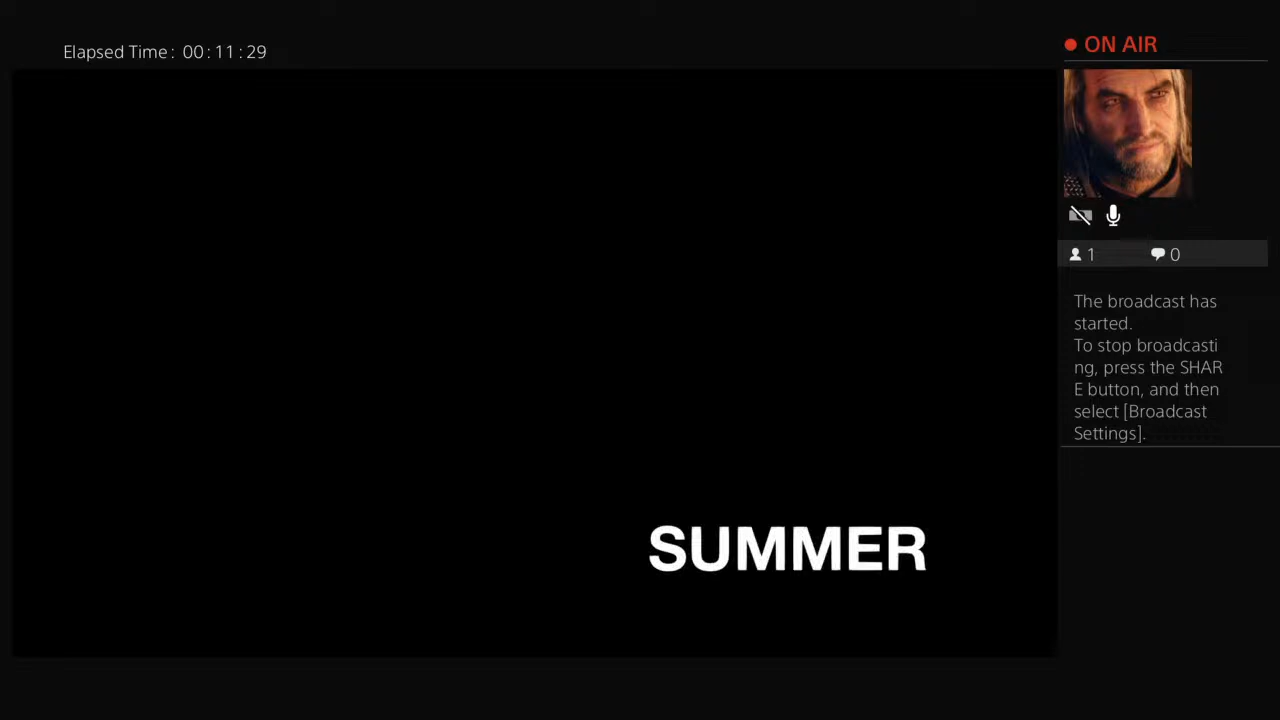 Elapsed Time: 00:11:29
ON AIR
1
0
The broadcast has
started.
To stop broadcasti
ng, press the SHAR
E button, and then
select [Broadcast
Settings].
SUMMER